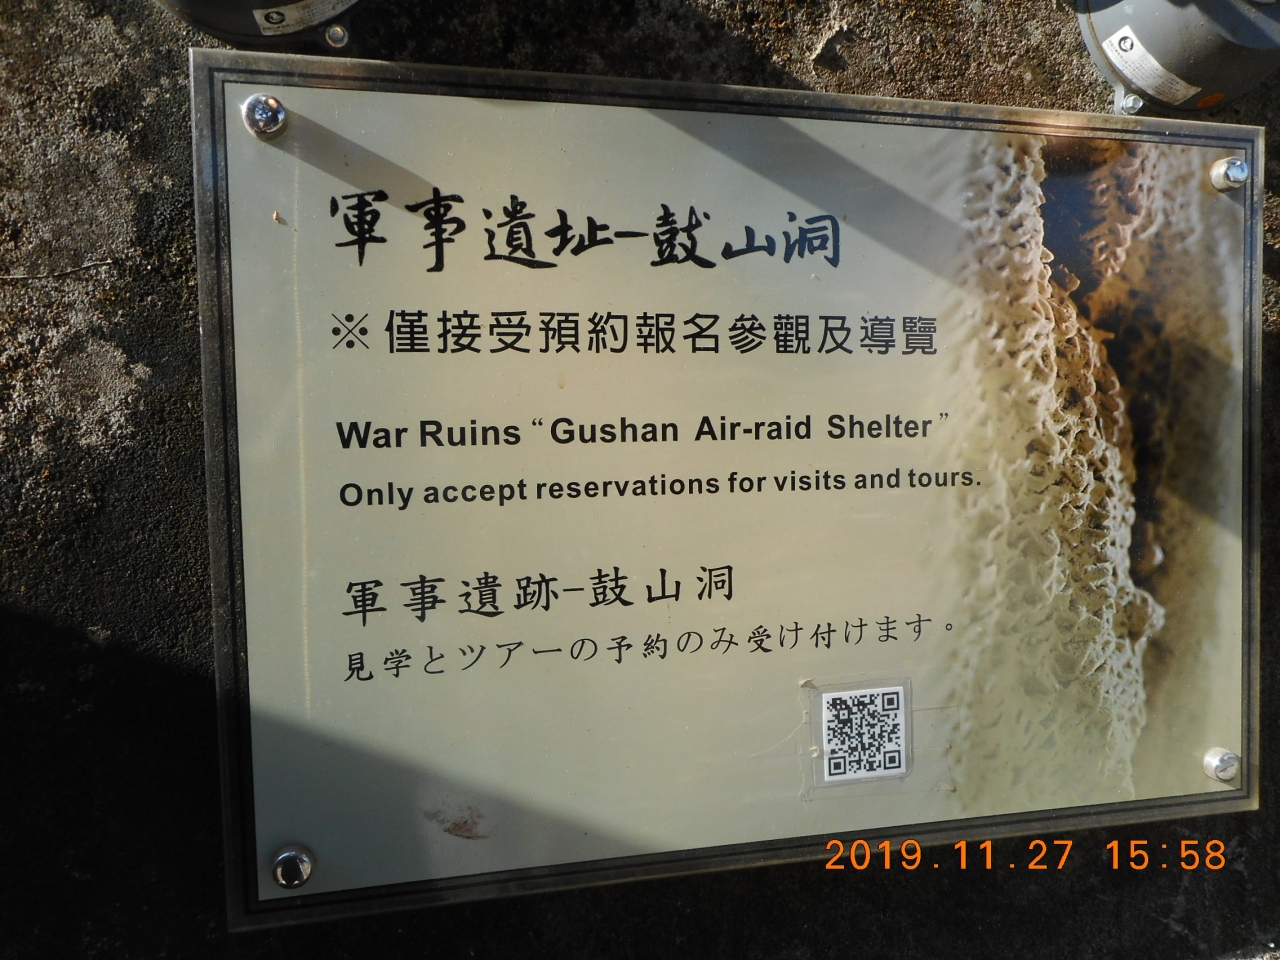 軍事遺址-鼓山洞
※僅接受預約報名參觀及導覽
War Ruins “Gushan Air-raid Shelter”
Only accept reservations for visits and tours.
軍事遺跡-鼓山洞
見学とツアーの予約のみ受け付けます。
2019.11.27 15:58